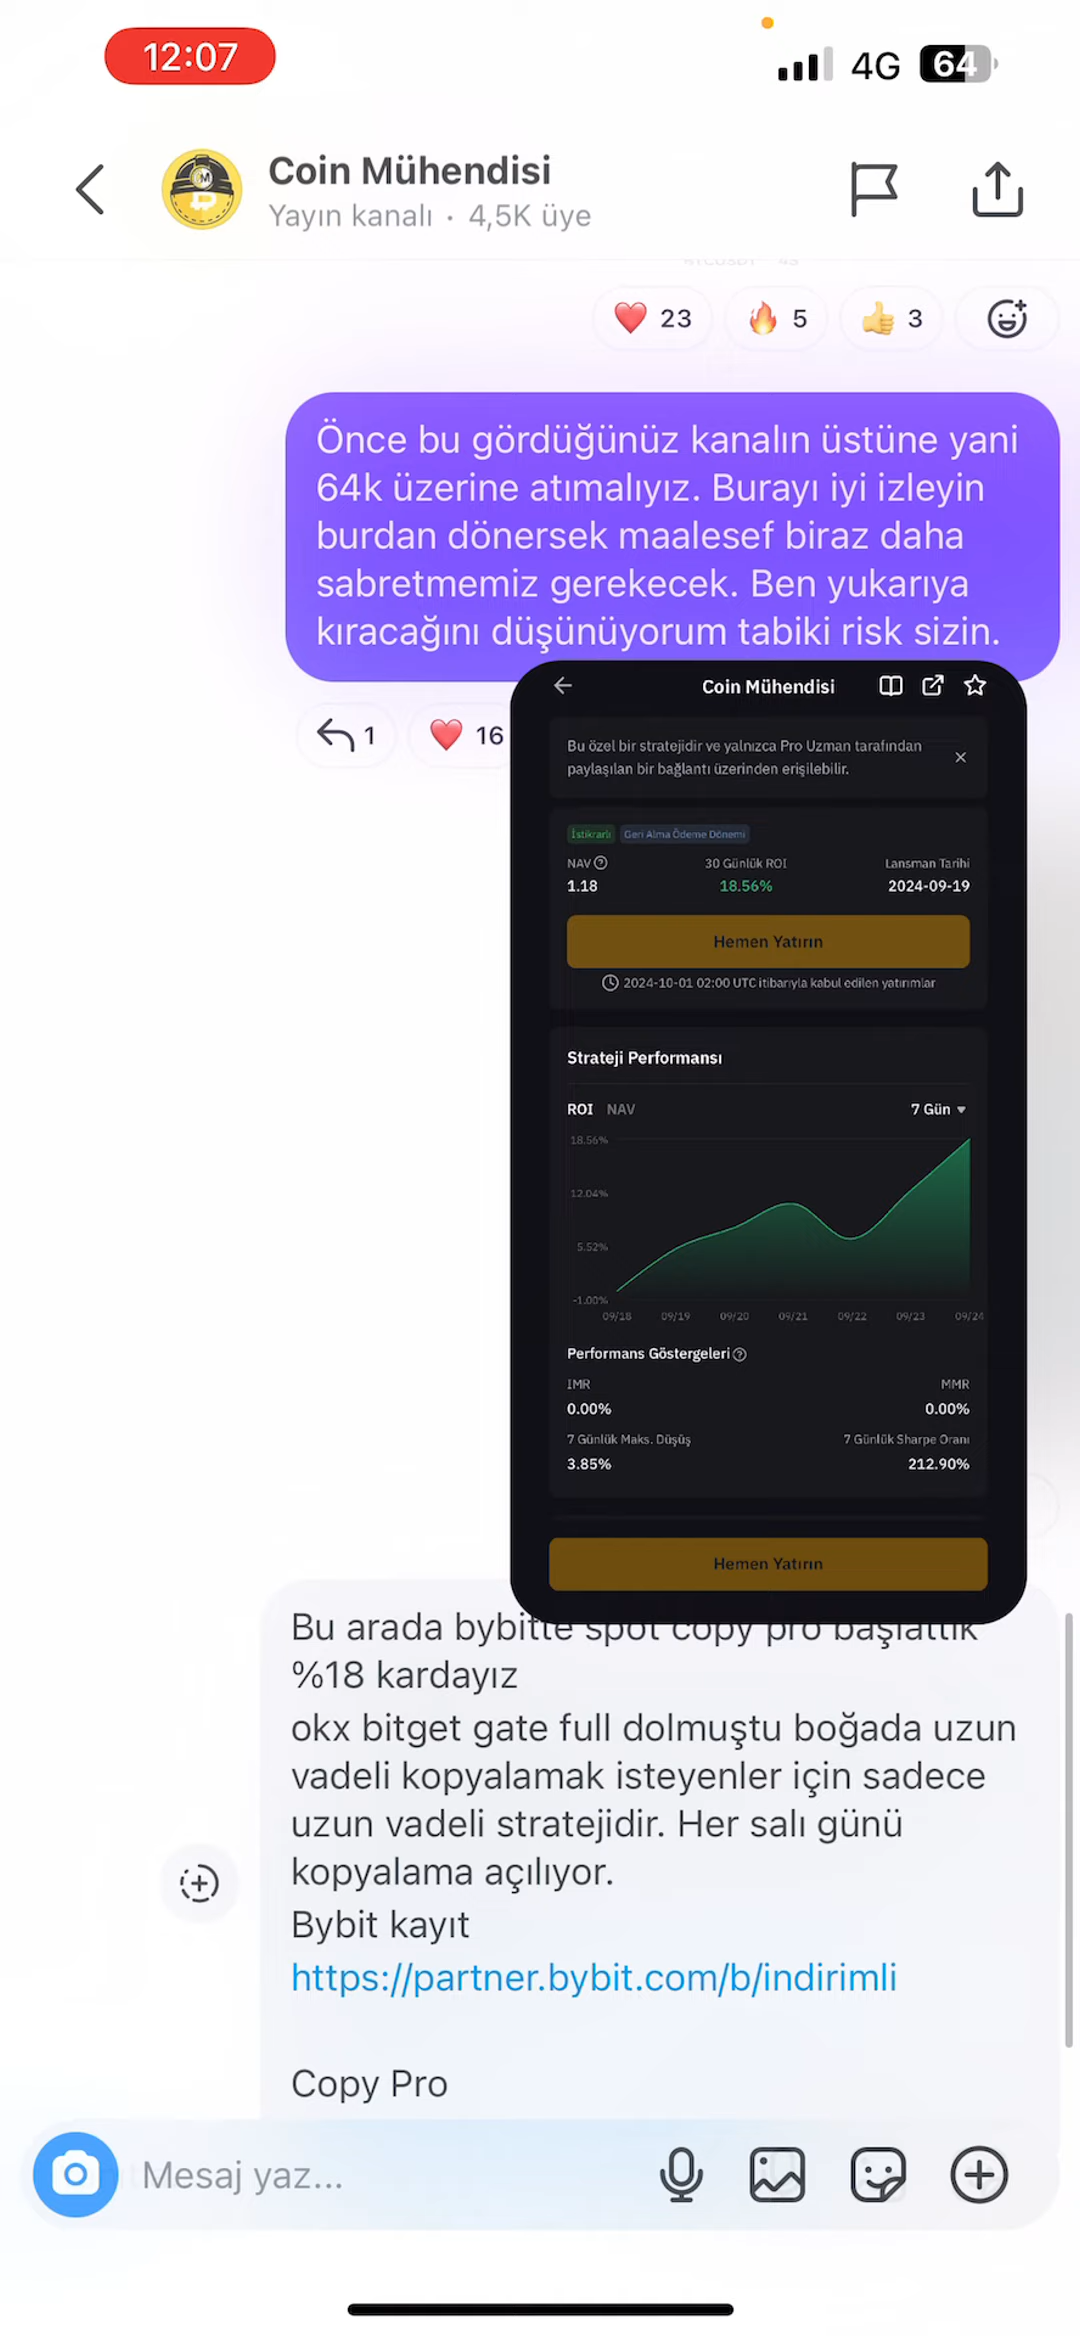 12:07
4G 64
Coin Mühendisi
Yayın kanalı · 4,5K üye
23 5 3
Önce bu gördüğünüz kanalın üstüne yani
64k üzerine atımalıyız. Burayı iyi izleyin
burdan dönersek maalesef biraz daha
sabretmemiz gerekecek. Ben yukarıya
kıracağını düşünüyorum tabiki risk sizin.
1 16
Coin Mühendisi
Bu özel bir stratejidir ve yalnızca Pro Uzman tarafından
paylaşılan bir bağlantı üzerinden erişilebilir.
İstikrarlı Geri Alma Ödeme Dönemi
NAV 30 Günlük ROI Lansman Tarihi
1.18 18.56% 2024-09-19
Hemen Yatırın
2024-10-01 02:00 UTC itibarıyla kabul edilen yatırımlar
Strateji Performansı
ROI NAV 7 Gün
18.56%
12.04%
5.52%
-1.00%
09/18 09/19 09/20 09/21 09/22 09/23 09/24
Performans Göstergeleri
IMR MMR
0.00% 0.00%
7 Günlük Maks. Düşüş 7 Günlük Sharpe Oranı
3.85% 212.90%
Hemen Yatırın
Bu arada bybitte spot copy pro başlattık
%18 kardayız
okx bitget gate full dolmuştu boğada uzun
vadeli kopyalamak isteyenler için sadece
uzun vadeli stratejidir. Her salı günü
kopyalama açılıyor.
Bybit kayıt
https://partner.bybit.com/b/indirimli
Copy Pro
Mesaj yaz...